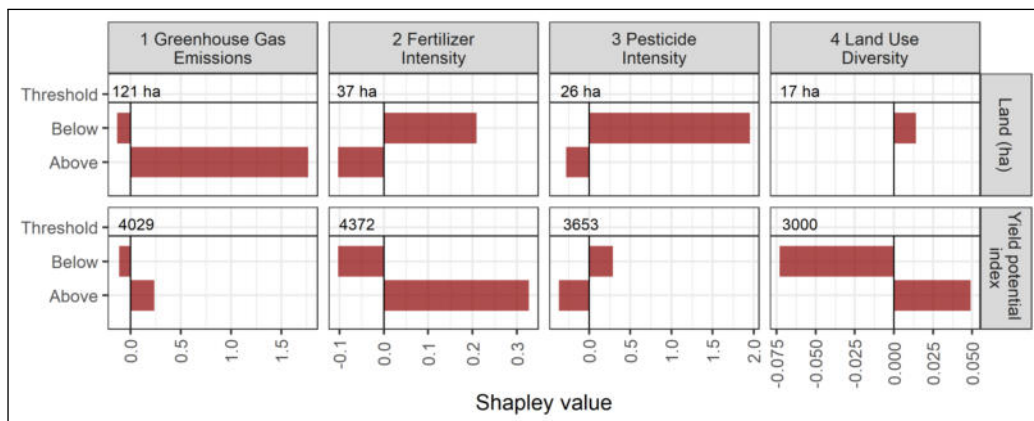 1 Greenhouse Gas
Emissions
2 Fertilizer
Intensity
3 Pesticide
Intensity
4 Land Use
Diversity
Threshold
121 ha
37 ha
26 ha
17 ha
Below
Above
Land (ha)
Threshold
4029
4372
3653
3000
Below
Above
Yield potential
index
0.0
0.5
1.0
1.5
-0.1
0.0
0.1
0.2
0.3
0.0
0.5
1.0
1.5
2.0
-0.075
-0.050
-0.025
0.000
0.025
0.050
Shapley value